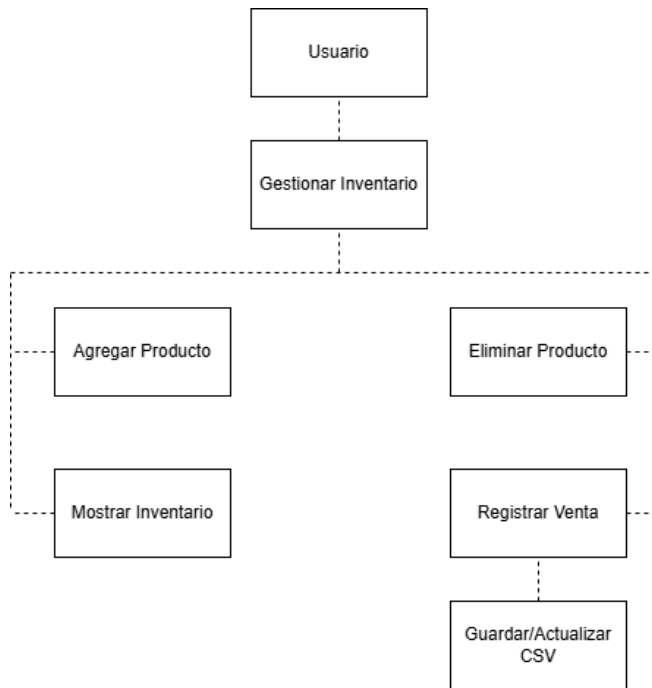 Usuario
Gestionar Inventario
Agregar Producto
Eliminar Producto
Mostrar Inventario
Registrar Venta
Guardar/Actualizar
CSV